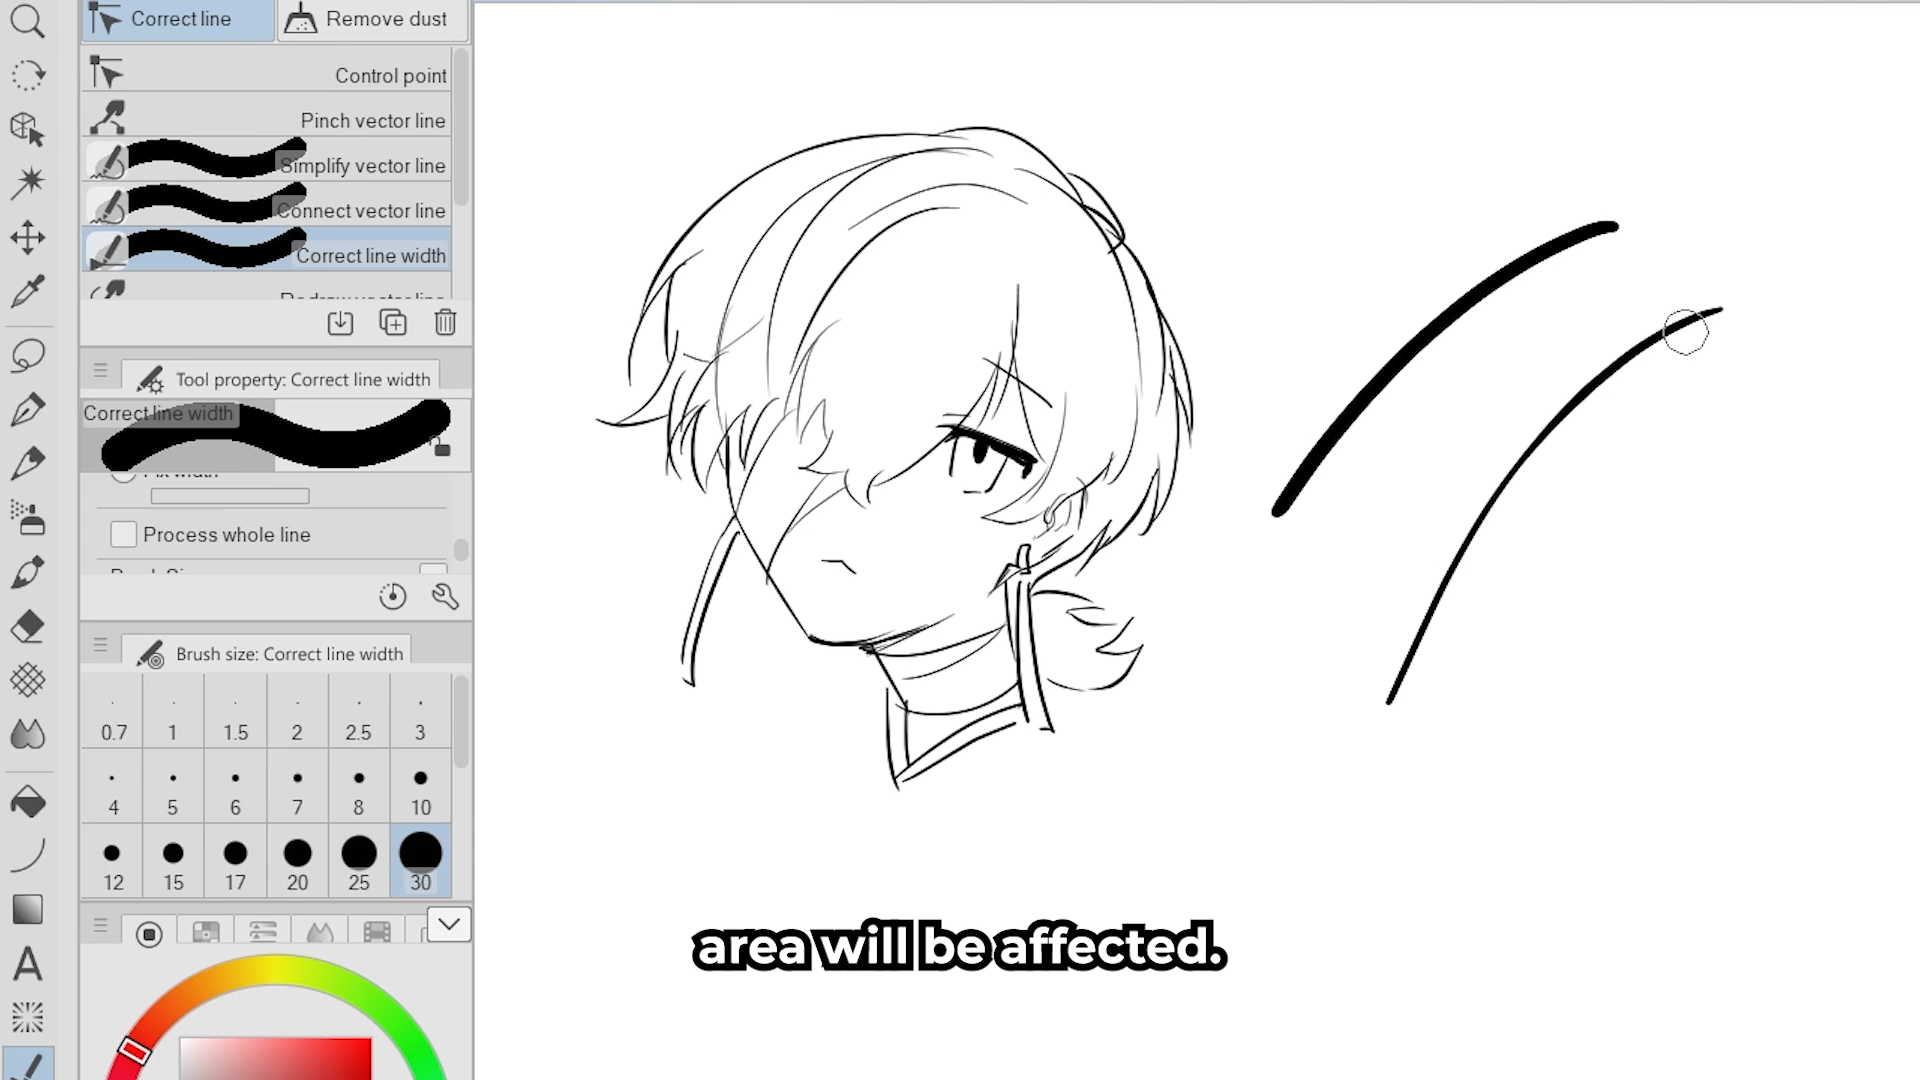 Correct line
Remove dust
Control point
Pinch vector line
Simplify vector line
Connect vector line
Correct line width
Tool property: Correct line width
Correct line width
Process whole line
Brush size: Correct line width
0.7 1 1.5 2 2.5 3
4 5 6 7 8 10
12 15 17 20 25 30
area will be affected.